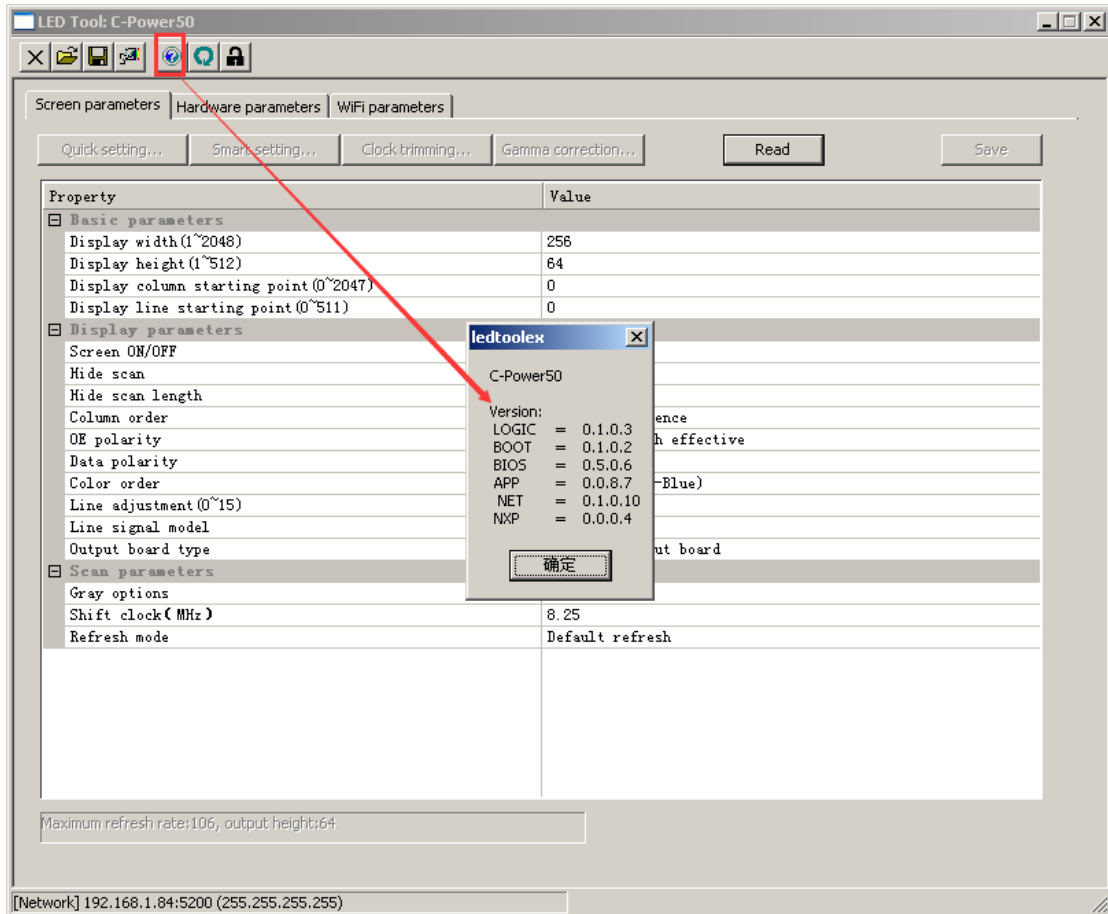 LED Tool: C-Power50
Screen parameters Hardware parameters WiFi parameters
Quick setting... Smart setting... Clock trimming... Gamma correction... Read Save
Property Value
Basic parameters
Display width(1~2048) 256
Display height(1~512) 64
Display column starting point(0~2047) 0
Display line starting point(0~511) 0
Display parameters
Screen ON/OFF
Hide scan
Hide scan length
Column order ence
OE polarity h effective
Data polarity
Color order -Blue)
Line adjustment(0~15)
Line signal model
Output board type ut board
Scan parameters
Gray options
Shift clock(MHz) 8.25
Refresh mode Default refresh
ledtoolex
C-Power50
Version:
LOGIC = 0.1.0.3
BOOT = 0.1.0.2
BIOS = 0.5.0.6
APP = 0.0.8.7
NET = 0.1.0.10
NXP = 0.0.0.4
确定
Maximum refresh rate:106, output height:64
[Network] 192.168.1.84:5200 (255.255.255.255)